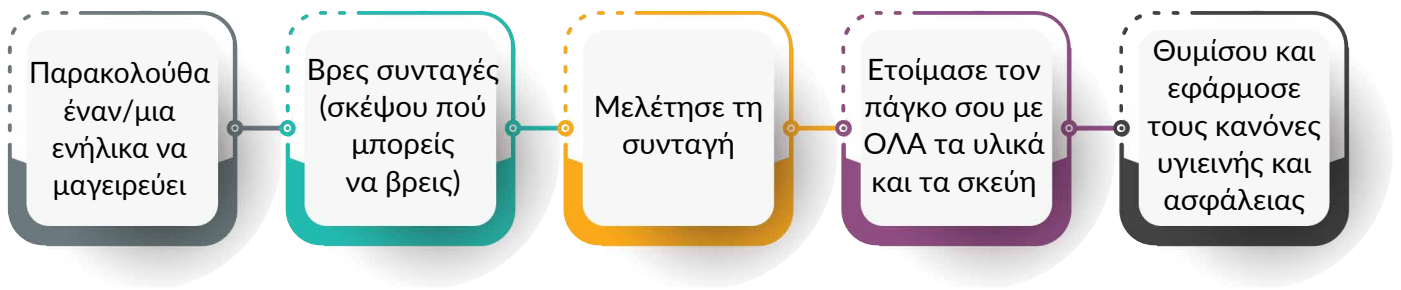 Παρακολούθα
έναν/μια
ενήλικα να
μαγειρεύει
Βρες συνταγές
(σκέψου πού
μπορείς
να βρεις)
Μελέτησε τη
συνταγή
Ετοίμασε τον
πάγκο σου με
ΟΛΑ τα υλικά
και τα σκεύη
Θυμίσου και
εφάρμοσε
τους κανόνες
υγιεινής και
ασφάλειας